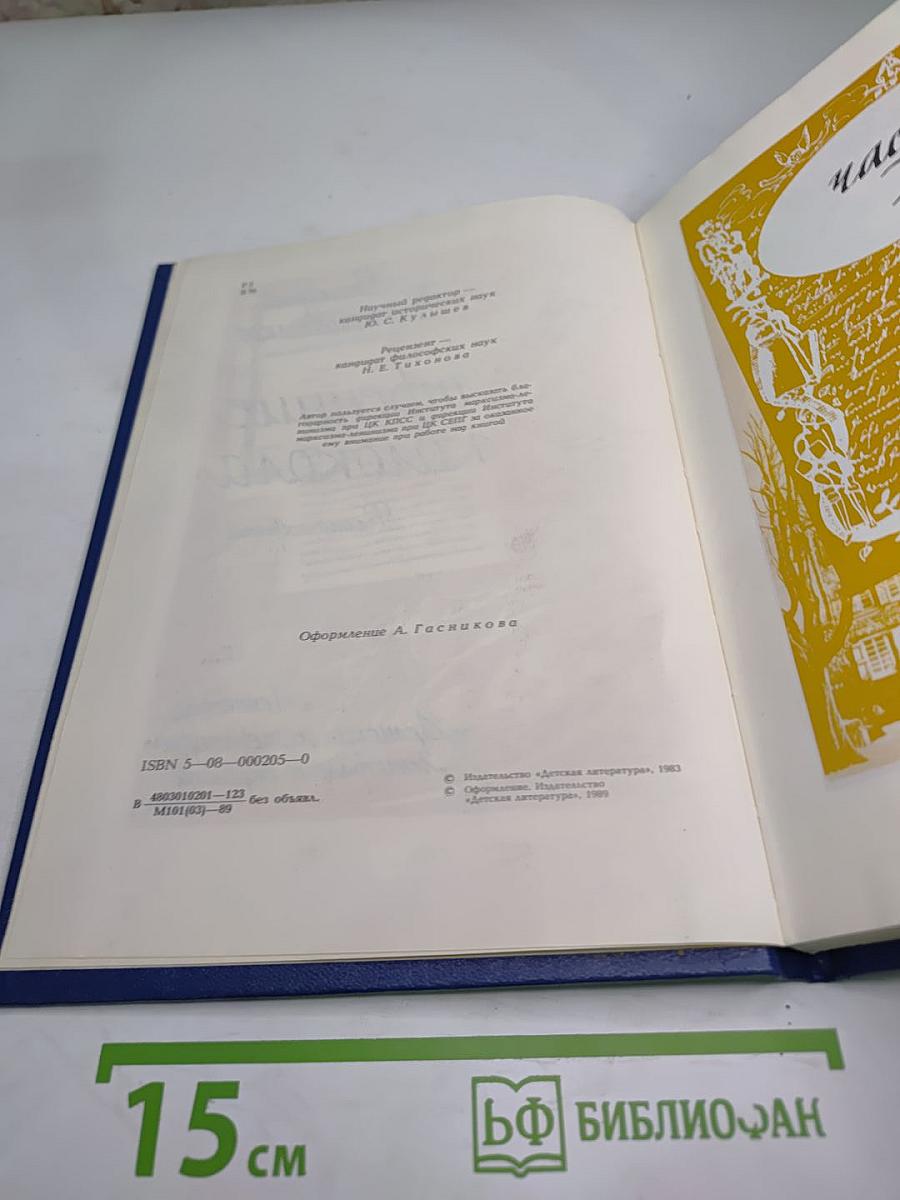 Р2
В96
Научный редактор —
кандидат исторических наук
Ю. С. Кулышев
Рецензент —
кандидат философских наук
Н. Е. Тихонова
Автор пользуется случаем, чтобы высказать бла-
годарность дирекции Института марксизма-ле-
нинизма при ЦК КПСС и дирекции Института
марксизма-ленинизма при ЦК СЕПГ за оказанное
ему внимание при работе над книгой
Оформление А. Гасникова
ISBN 5—08—000205—0
В 4803010201—123 без объявл.
М101(03)—89
© Издательство «Детская литература», 1983
© Оформление. Издательство
«Детская литература», 1989
15 см
БФ БИБЛИОФАН